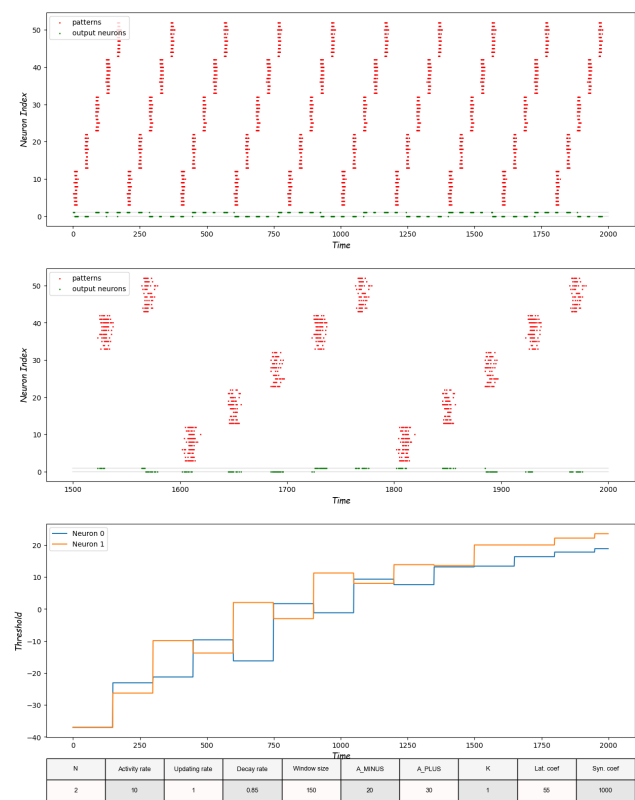 patterns
output neurons
50
40
30
20
10
0
Neuron Index
0 250 500 750 1000 1250 1500 1750 2000
Time
patterns
output neurons
50
40
30
20
10
0
Neuron Index
1500 1600 1700 1800 1900 2000
Time
Neuron 0
Neuron 1
20
10
0
−10
−20
−30
−40
Threshold
0 250 500 750 1000 1250 1500 1750 2000
Time
N Activity rate Updating rate Decay rate Window size A_MINUS A_PLUS K Lat. coef Syn. coef
2 10 1 0.85 150 20 30 1 55 1000